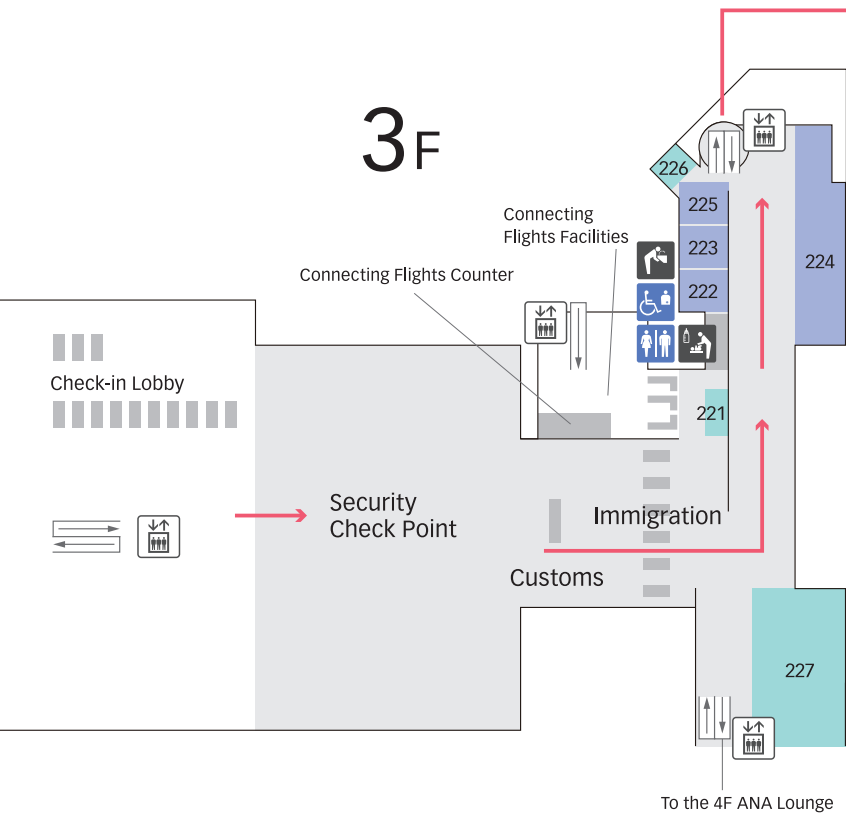 3F
226
225
Connecting
Flights Facilities
223
224
Connecting Flights Counter
222
Check-in Lobby
221
Security
Check Point
Immigration
Customs
227
To the 4F ANA Lounge